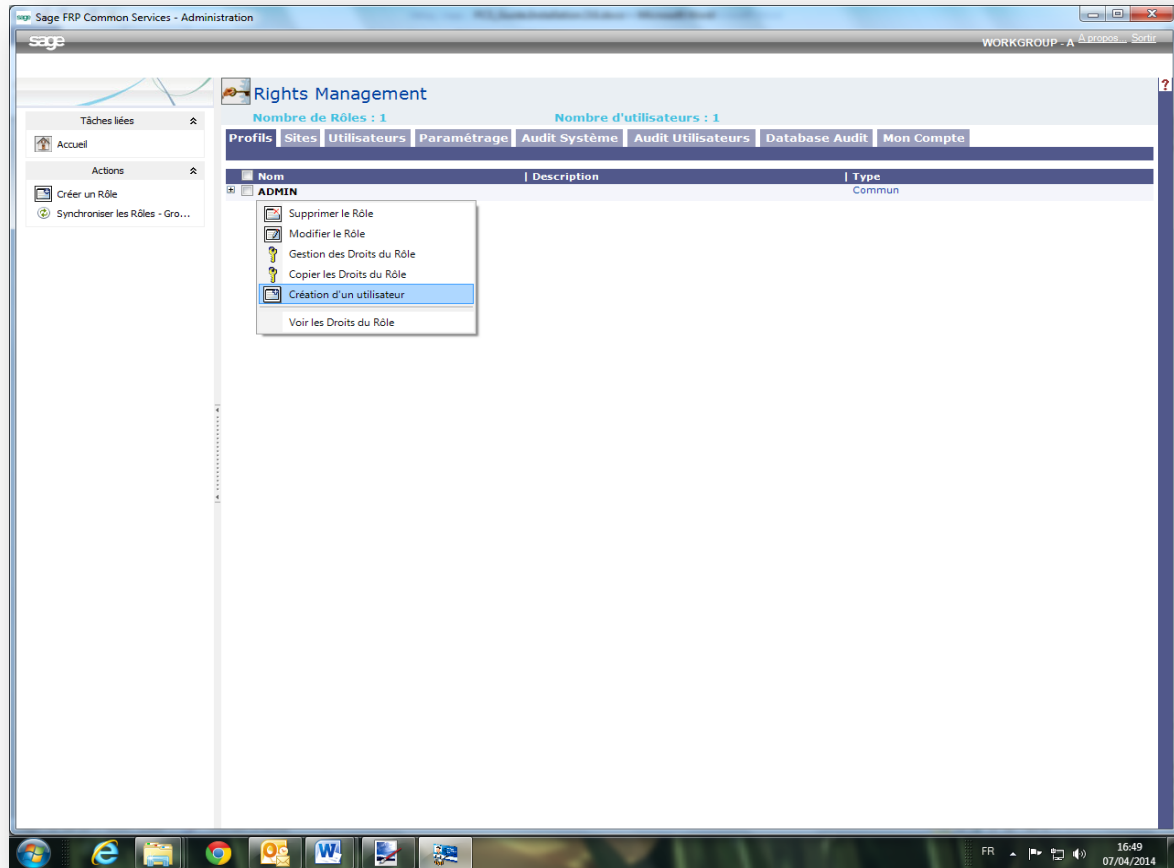 Sage FRP Common Services - Administration
sage
WORKGROUP - A A propos... Sortir
Rights Management
?
Nombre de Rôles : 1 Nombre d'utilisateurs : 1
Profils Sites Utilisateurs Paramétrage Audit Système Audit Utilisateurs Database Audit Mon Compte
Tâches liées
Accueil
Actions
Créer un Rôle
Synchroniser les Rôles - Gro...
Nom | Description | Type
ADMIN Commun
Supprimer le Rôle
Modifier le Rôle
Gestion des Droits du Rôle
Copier les Droits du Rôle
Création d'un utilisateur
Voir les Droits du Rôle
FR 16:49
07/04/2014